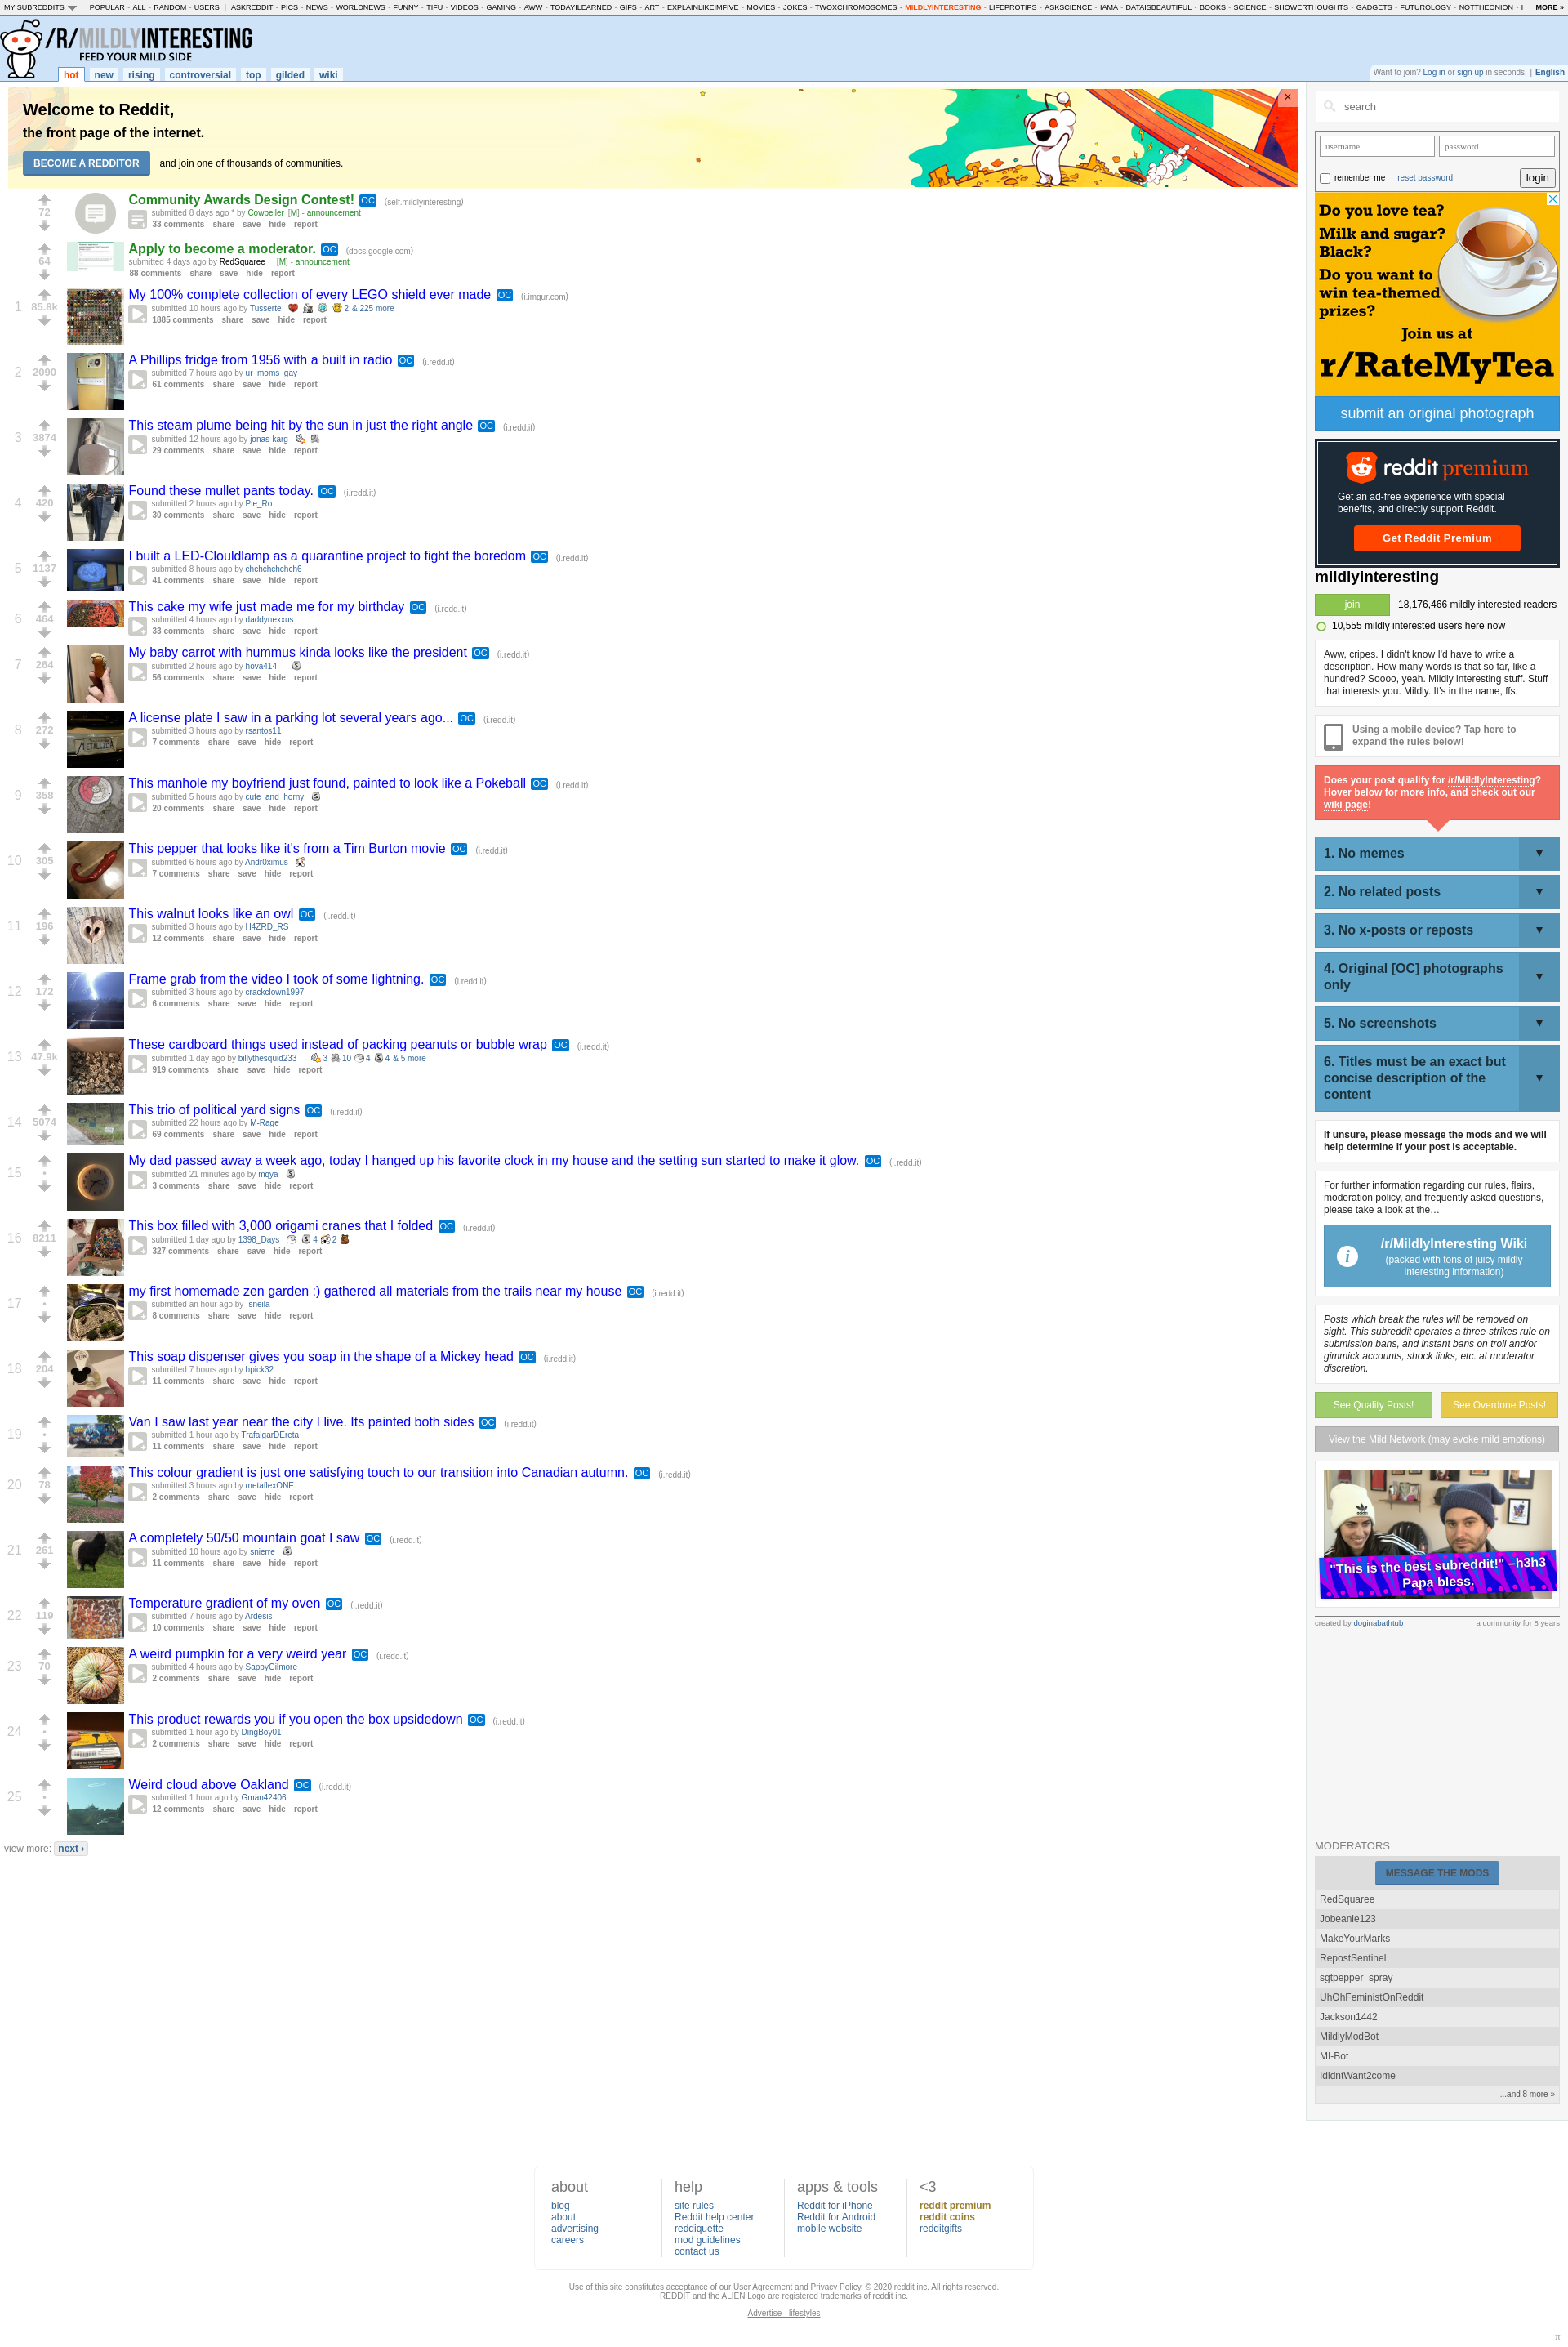 MY SUBREDDITS POPULAR - ALL - RANDOM - USERS | ASKREDDIT - PICS - NEWS - WORLDNEWS - FUNNY - TIFU - VIDEOS - GAMING - AWW - TODAYILEARNED - GIFS - ART - EXPLAINLIKEIMFIVE - MOVIES - JOKES - TWOXCHROMOSOMES - MILDLYINTERESTING - LIFEPROTIPS - ASKSCIENCE - IAMA - DATAISBEAUTIFUL - BOOKS - SCIENCE - SHOWERTHOUGHTS - GADGETS - FUTUROLOGY - NOTTHEONION - MORE »
/R/MILDLYINTERESTING
FEED YOUR MILD SIDE
hot new rising controversial top gilded wiki
Want to join? Log in or sign up in seconds. | English
Welcome to Reddit,
the front page of the internet.
BECOME A REDDITOR and join one of thousands of communities.
72
Community Awards Design Contest! OC (self.mildlyinteresting)
submitted 8 days ago * by Cowbeller [M] - announcement
33 comments share save hide report
64
Apply to become a moderator. OC (docs.google.com)
submitted 4 days ago by RedSquaree [M] - announcement
88 comments share save hide report
1 85.8k
My 100% complete collection of every LEGO shield ever made OC (i.imgur.com)
submitted 10 hours ago by Tusserte 2 & 225 more
1885 comments share save hide report
2 2090
A Phillips fridge from 1956 with a built in radio OC (i.redd.it)
submitted 7 hours ago by ur_moms_gay
61 comments share save hide report
3 3874
This steam plume being hit by the sun in just the right angle OC (i.redd.it)
submitted 12 hours ago by jonas-karg
29 comments share save hide report
4 420
Found these mullet pants today. OC (i.redd.it)
submitted 2 hours ago by Pie_Ro
30 comments share save hide report
5 1137
I built a LED-Clouldlamp as a quarantine project to fight the boredom OC (i.redd.it)
submitted 8 hours ago by chchchchchch6
41 comments share save hide report
6 464
This cake my wife just made me for my birthday OC (i.redd.it)
submitted 4 hours ago by daddynexxus
33 comments share save hide report
7 264
My baby carrot with hummus kinda looks like the president OC (i.redd.it)
submitted 2 hours ago by hova414
56 comments share save hide report
8 272
A license plate I saw in a parking lot several years ago... OC (i.redd.it)
submitted 3 hours ago by rsantos11
7 comments share save hide report
9 358
This manhole my boyfriend just found, painted to look like a Pokeball OC (i.redd.it)
submitted 5 hours ago by cute_and_horny
20 comments share save hide report
10 305
This pepper that looks like it's from a Tim Burton movie OC (i.redd.it)
submitted 6 hours ago by Andr0ximus
7 comments share save hide report
11 196
This walnut looks like an owl OC (i.redd.it)
submitted 3 hours ago by H4ZRD_RS
12 comments share save hide report
12 172
Frame grab from the video I took of some lightning. OC (i.redd.it)
submitted 3 hours ago by crackclown1997
6 comments share save hide report
13 47.9k
These cardboard things used instead of packing peanuts or bubble wrap OC (i.redd.it)
submitted 1 day ago by billythesquid233 3 10 4 4 & 5 more
919 comments share save hide report
14 5074
This trio of political yard signs OC (i.redd.it)
submitted 22 hours ago by M-Rage
69 comments share save hide report
15 •
My dad passed away a week ago, today I hanged up his favorite clock in my house and the setting sun started to make it glow. OC (i.redd.it)
submitted 21 minutes ago by mqya
3 comments share save hide report
16 8211
This box filled with 3,000 origami cranes that I folded OC (i.redd.it)
submitted 1 day ago by 1398_Days 4 2
327 comments share save hide report
17 •
my first homemade zen garden :) gathered all materials from the trails near my house OC (i.redd.it)
submitted an hour ago by -sneila
8 comments share save hide report
18 204
This soap dispenser gives you soap in the shape of a Mickey head OC (i.redd.it)
submitted 7 hours ago by bpick32
11 comments share save hide report
19 •
Van I saw last year near the city I live. Its painted both sides OC (i.redd.it)
submitted 1 hour ago by TrafalgarDEreta
11 comments share save hide report
20 78
This colour gradient is just one satisfying touch to our transition into Canadian autumn. OC (i.redd.it)
submitted 3 hours ago by metaflexONE
2 comments share save hide report
21 261
A completely 50/50 mountain goat I saw OC (i.redd.it)
submitted 10 hours ago by snierre
11 comments share save hide report
22 119
Temperature gradient of my oven OC (i.redd.it)
submitted 7 hours ago by Ardesis
10 comments share save hide report
23 70
A weird pumpkin for a very weird year OC (i.redd.it)
submitted 4 hours ago by SappyGilmore
2 comments share save hide report
24 •
This product rewards you if you open the box upsidedown OC (i.redd.it)
submitted 1 hour ago by DingBoy01
2 comments share save hide report
25 •
Weird cloud above Oakland OC (i.redd.it)
submitted 1 hour ago by Gman42406
12 comments share save hide report
view more: next ›
search
username password
remember me reset password login
Do you love tea?
Milk and sugar?
Black?
Do you want to
win tea-themed
prizes?
Join us at
r/RateMyTea
submit an original photograph
reddit premium
Get an ad-free experience with special
benefits, and directly support Reddit.
Get Reddit Premium
mildlyinteresting
join 18,176,466 mildly interested readers
10,555 mildly interested users here now
Aww, cripes. I didn't know I'd have to write a
description. How many words is that so far, like a
hundred? Soooo, yeah. Mildly interesting stuff. Stuff
that interests you. Mildly. It's in the name, ffs.
Using a mobile device? Tap here to
expand the rules below!
Does your post qualify for /r/MildlyInteresting?
Hover below for more info, and check out our
wiki page!
1. No memes ▼
2. No related posts ▼
3. No x-posts or reposts ▼
4. Original [OC] photographs
only ▼
5. No screenshots ▼
6. Titles must be an exact but
concise description of the ▼
content
If unsure, please message the mods and we will
help determine if your post is acceptable.
For further information regarding our rules, flairs,
moderation policy, and frequently asked questions,
please take a look at the…
i /r/MildlyInteresting Wiki
(packed with tons of juicy mildly
interesting information)
Posts which break the rules will be removed on
sight. This subreddit operates a three-strikes rule on
submission bans, and instant bans on troll and/or
gimmick accounts, shock links, etc. at moderator
discretion.
See Quality Posts! See Overdone Posts!
View the Mild Network (may evoke mild emotions)
"This is the best subreddit!" –h3h3
Papa bless.
created by doginabathtub a community for 8 years
MODERATORS
MESSAGE THE MODS
RedSquaree
Jobeanie123
MakeYourMarks
RepostSentinel
sgtpepper_spray
UhOhFeministOnReddit
Jackson1442
MildlyModBot
MI-Bot
IdidntWant2come
...and 8 more »
about
blog
about
advertising
careers
help
site rules
Reddit help center
reddiquette
mod guidelines
contact us
apps & tools
Reddit for iPhone
Reddit for Android
mobile website
<3
reddit premium
reddit coins
redditgifts
Use of this site constitutes acceptance of our User Agreement and Privacy Policy. © 2020 reddit inc. All rights reserved.
REDDIT and the ALIEN Logo are registered trademarks of reddit inc.
Advertise - lifestyles
π